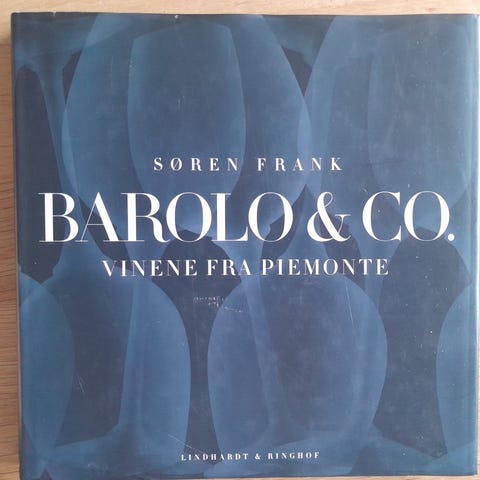 SØREN FRANK
BAROLO & CO.
VINENE FRA PIEMONTE
LINDHARDT & RINGHOF